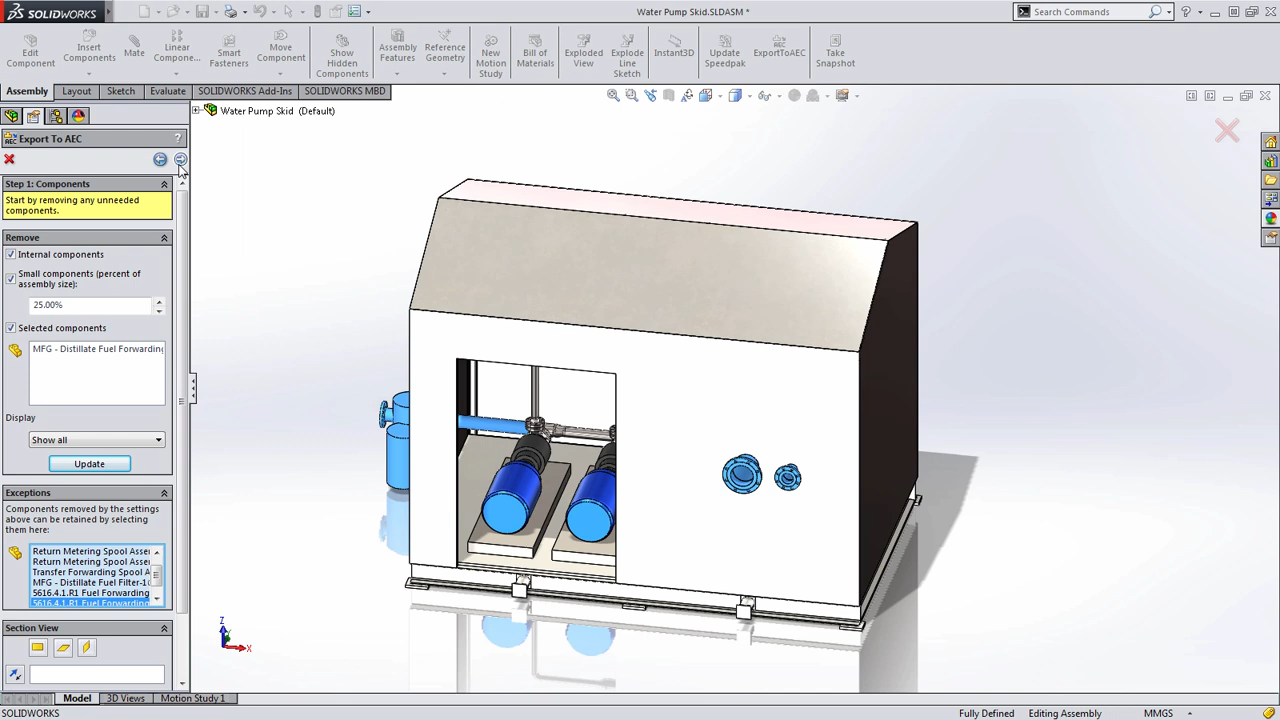 SOLIDWORKS
Water Pump Skid.SLDASM *
Search Commands
Edit Component
Insert Components
Mate
Linear Compone...
Smart Fasteners
Move Component
Show Hidden Components
Assembly Features
Reference Geometry
New Motion Study
Bill of Materials
Exploded View
Explode Line Sketch
Instant3D
Update Speedpak
ExportToAEC
Take Snapshot
Assembly
Layout
Sketch
Evaluate
SOLIDWORKS Add-Ins
SOLIDWORKS MBD
Water Pump Skid (Default)
Export To AEC
?
Step 1: Components
Start by removing any unneeded
components.
Remove
Internal components
Small components (percent of
assembly size):
25.00%
Selected components
MFG - Distillate Fuel Forwarding
Display
Show all
Update
Exceptions
Components removed by the settings
above can be retained by selecting
them here:
Return Metering Spool Asser
Return Metering Spool Asser
Transfer Forwarding Spool A
MFG - Distillate Fuel Filter-1
5616.4.1.R1 Fuel Forwarding
5616.4.1.R1 Fuel Forwarding
Section View
Z
X
Model
3D Views
Motion Study 1
SOLIDWORKS
Fully Defined
Editing Assembly
MMGS